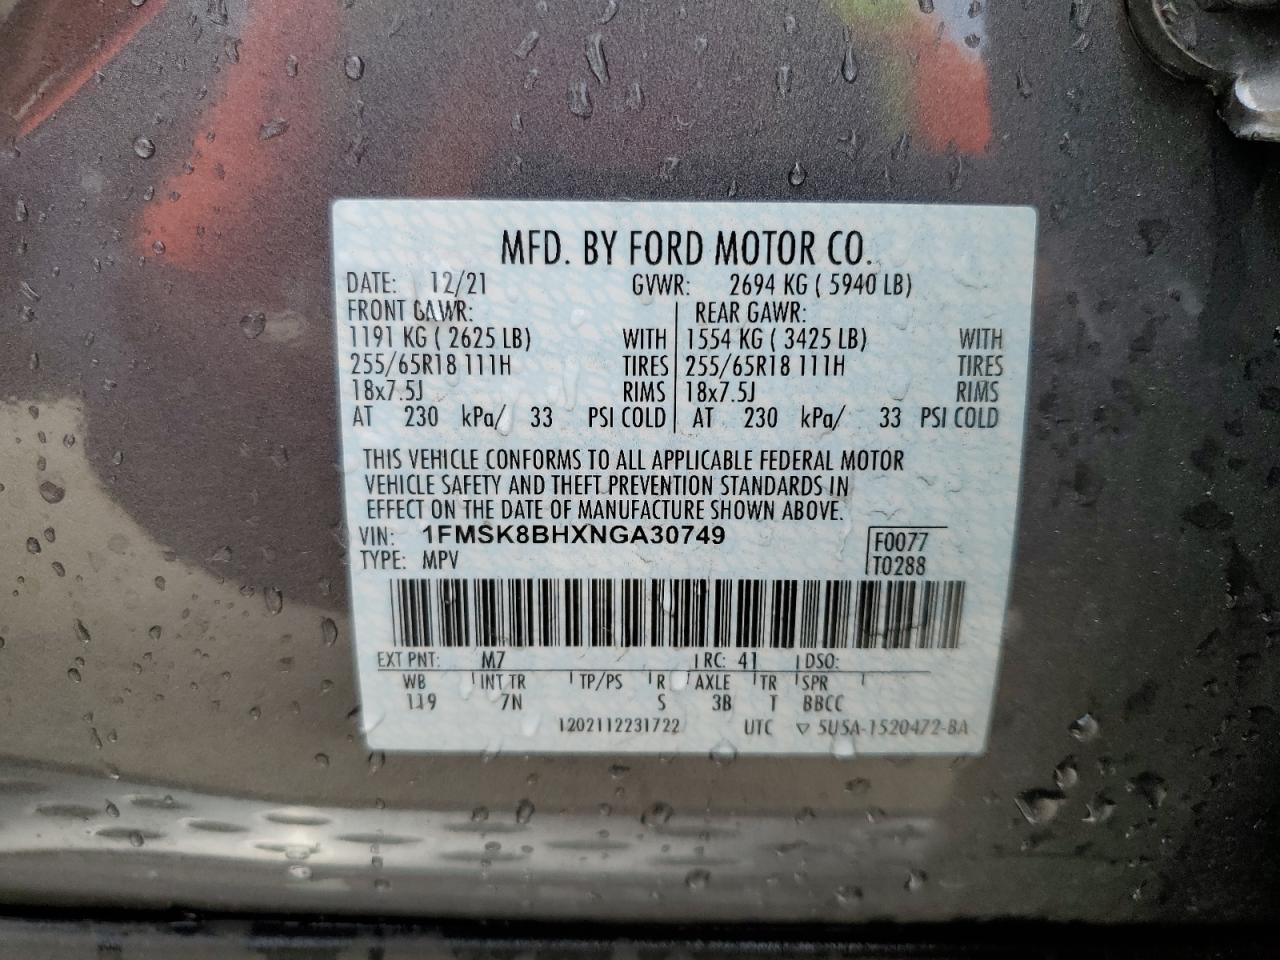 MFD. BY FORD MOTOR CO.
DATE: 12/21 GVWR: 2694 KG ( 5940 LB)
FRONT GAWR: REAR GAWR:
1191 KG ( 2625 LB) WITH 1554 KG ( 3425 LB) WITH
255/65R18 111H TIRES 255/65R18 111H TIRES
18x7.5J RIMS 18x7.5J RIMS
AT 230 kPa/ 33 PSI COLD AT 230 kPa/ 33 PSI COLD
THIS VEHICLE CONFORMS TO ALL APPLICABLE FEDERAL MOTOR
VEHICLE SAFETY AND THEFT PREVENTION STANDARDS IN
EFFECT ON THE DATE OF MANUFACTURE SHOWN ABOVE.
VIN: 1FMSK8BHXNGA30749 F0077
TYPE: MPV T0288
EXT PNT: M7 RC: 41 DSO:
WB INT TR TP/PS R AXLE TR SPR
119 7N S 3B T BBCC
1202112231722 UTC ▽ 5U5A-1520472-BA